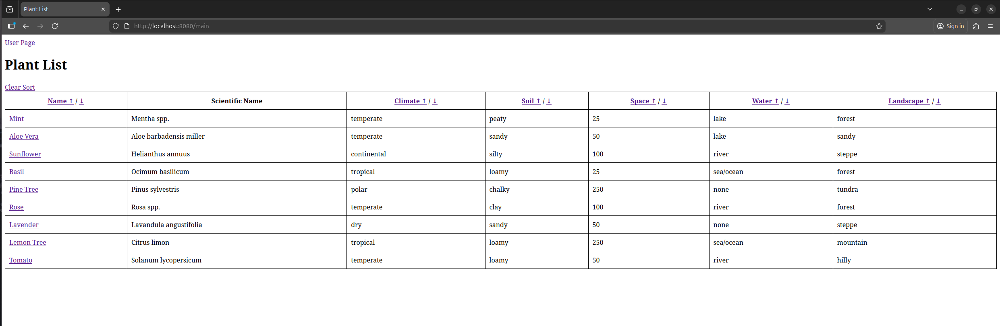 Plant List
http://localhost:8080/main
Sign in
User Page
Plant List
Clear Sort
Name ↑ / ↓ Scientific Name Climate ↑ / ↓ Soil ↑ / ↓ Space ↑ / ↓ Water ↑ / ↓ Landscape ↑ / ↓
Mint Mentha spp. temperate peaty 25 lake forest
Aloe Vera Aloe barbadensis miller temperate sandy 50 lake sandy
Sunflower Helianthus annuus continental silty 100 river steppe
Basil Ocimum basilicum tropical loamy 25 sea/ocean forest
Pine Tree Pinus sylvestris polar chalky 250 none tundra
Rose Rosa spp. temperate clay 100 river forest
Lavender Lavandula angustifolia dry sandy 50 none steppe
Lemon Tree Citrus limon tropical loamy 250 sea/ocean mountain
Tomato Solanum lycopersicum temperate loamy 50 river hilly